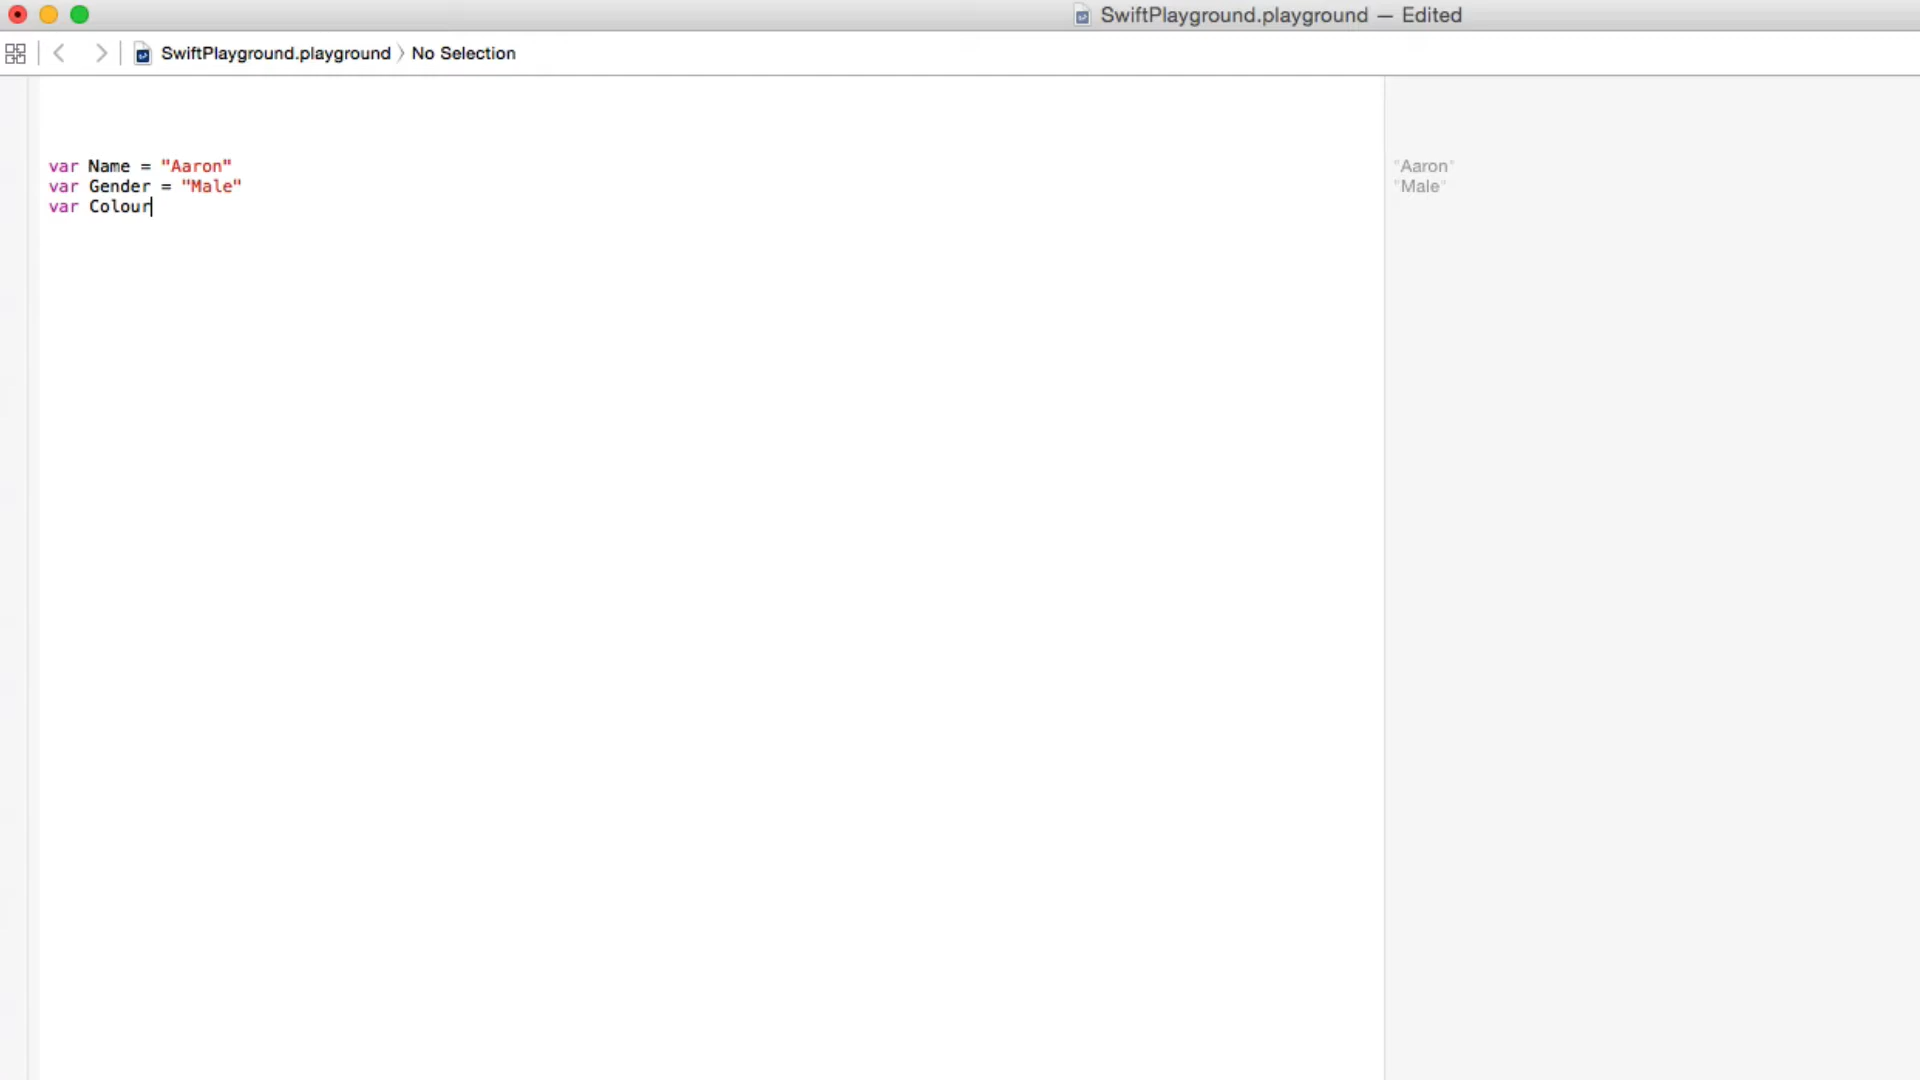 SwiftPlayground.playground — Edited
SwiftPlayground.playground 〉 No Selection
var Name = "Aaron"
var Gender = "Male"
var Colour
"Aaron"
"Male"